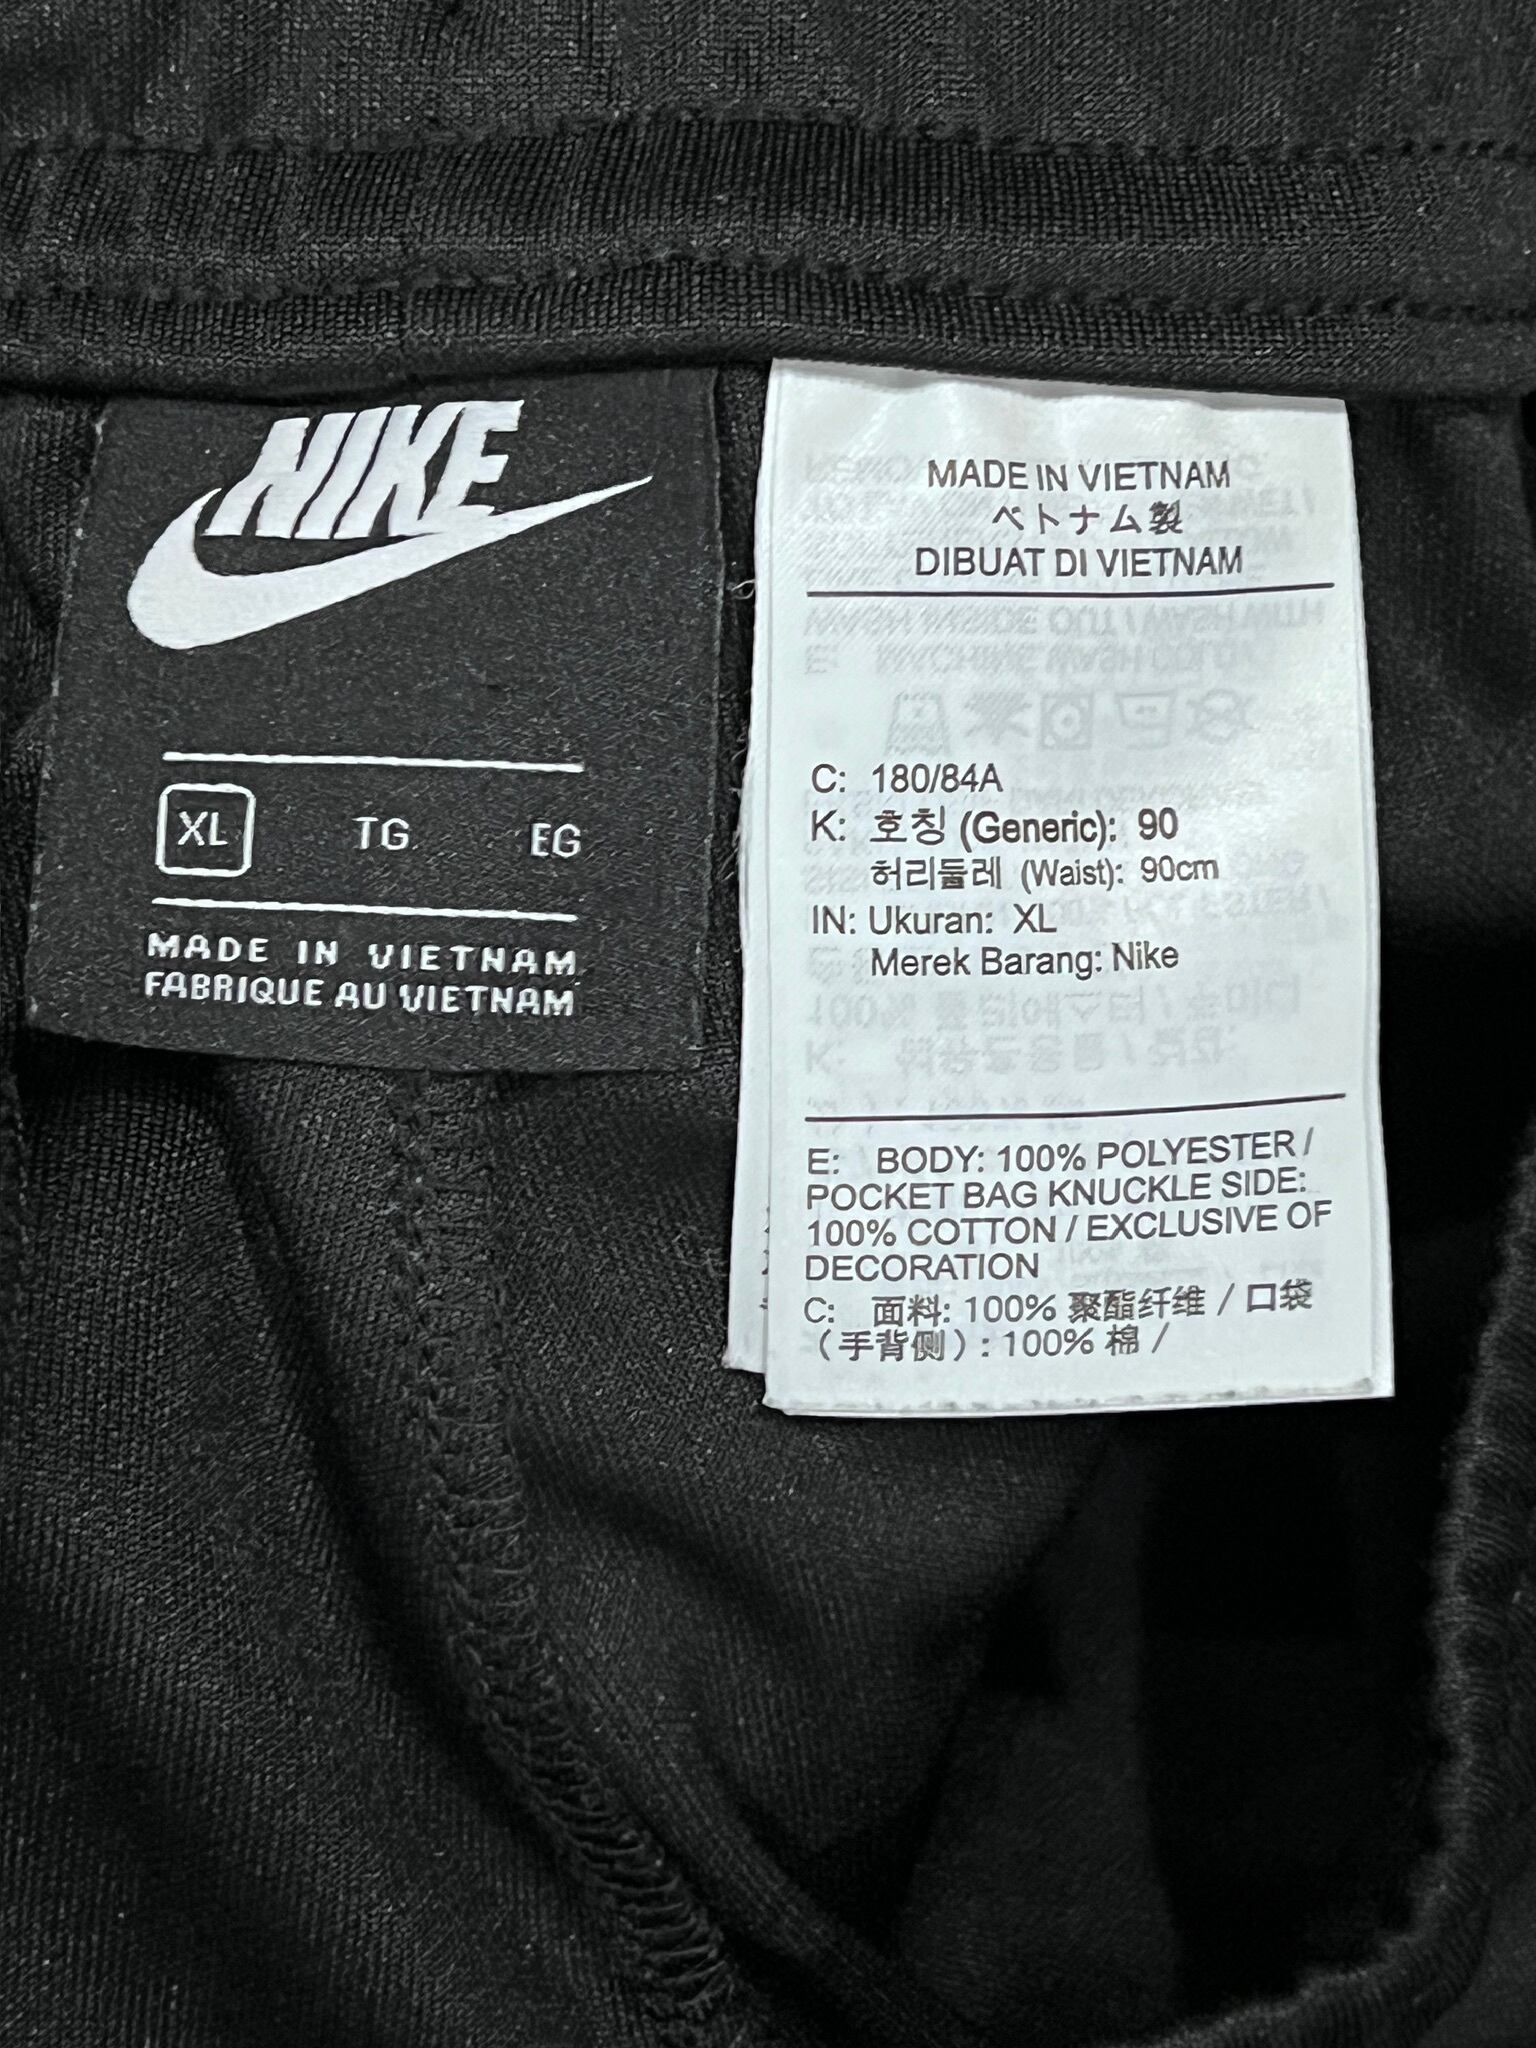 NIKE
XL TG EG
MADE IN VIETNAM
FABRIQUE AU VIETNAM
MADE IN VIETNAM
ベトナム製
DIBUAT DI VIETNAM
C: 180/84A
K: 호칭 (Generic): 90
허리둘레 (Waist): 90cm
IN: Ukuran: XL
Merek Barang: Nike
E: BODY: 100% POLYESTER /
POCKET BAG KNUCKLE SIDE:
100% COTTON / EXCLUSIVE OF
DECORATION
C: 面料: 100% 聚酯纤维 / 口袋
（手背侧）: 100% 棉 /